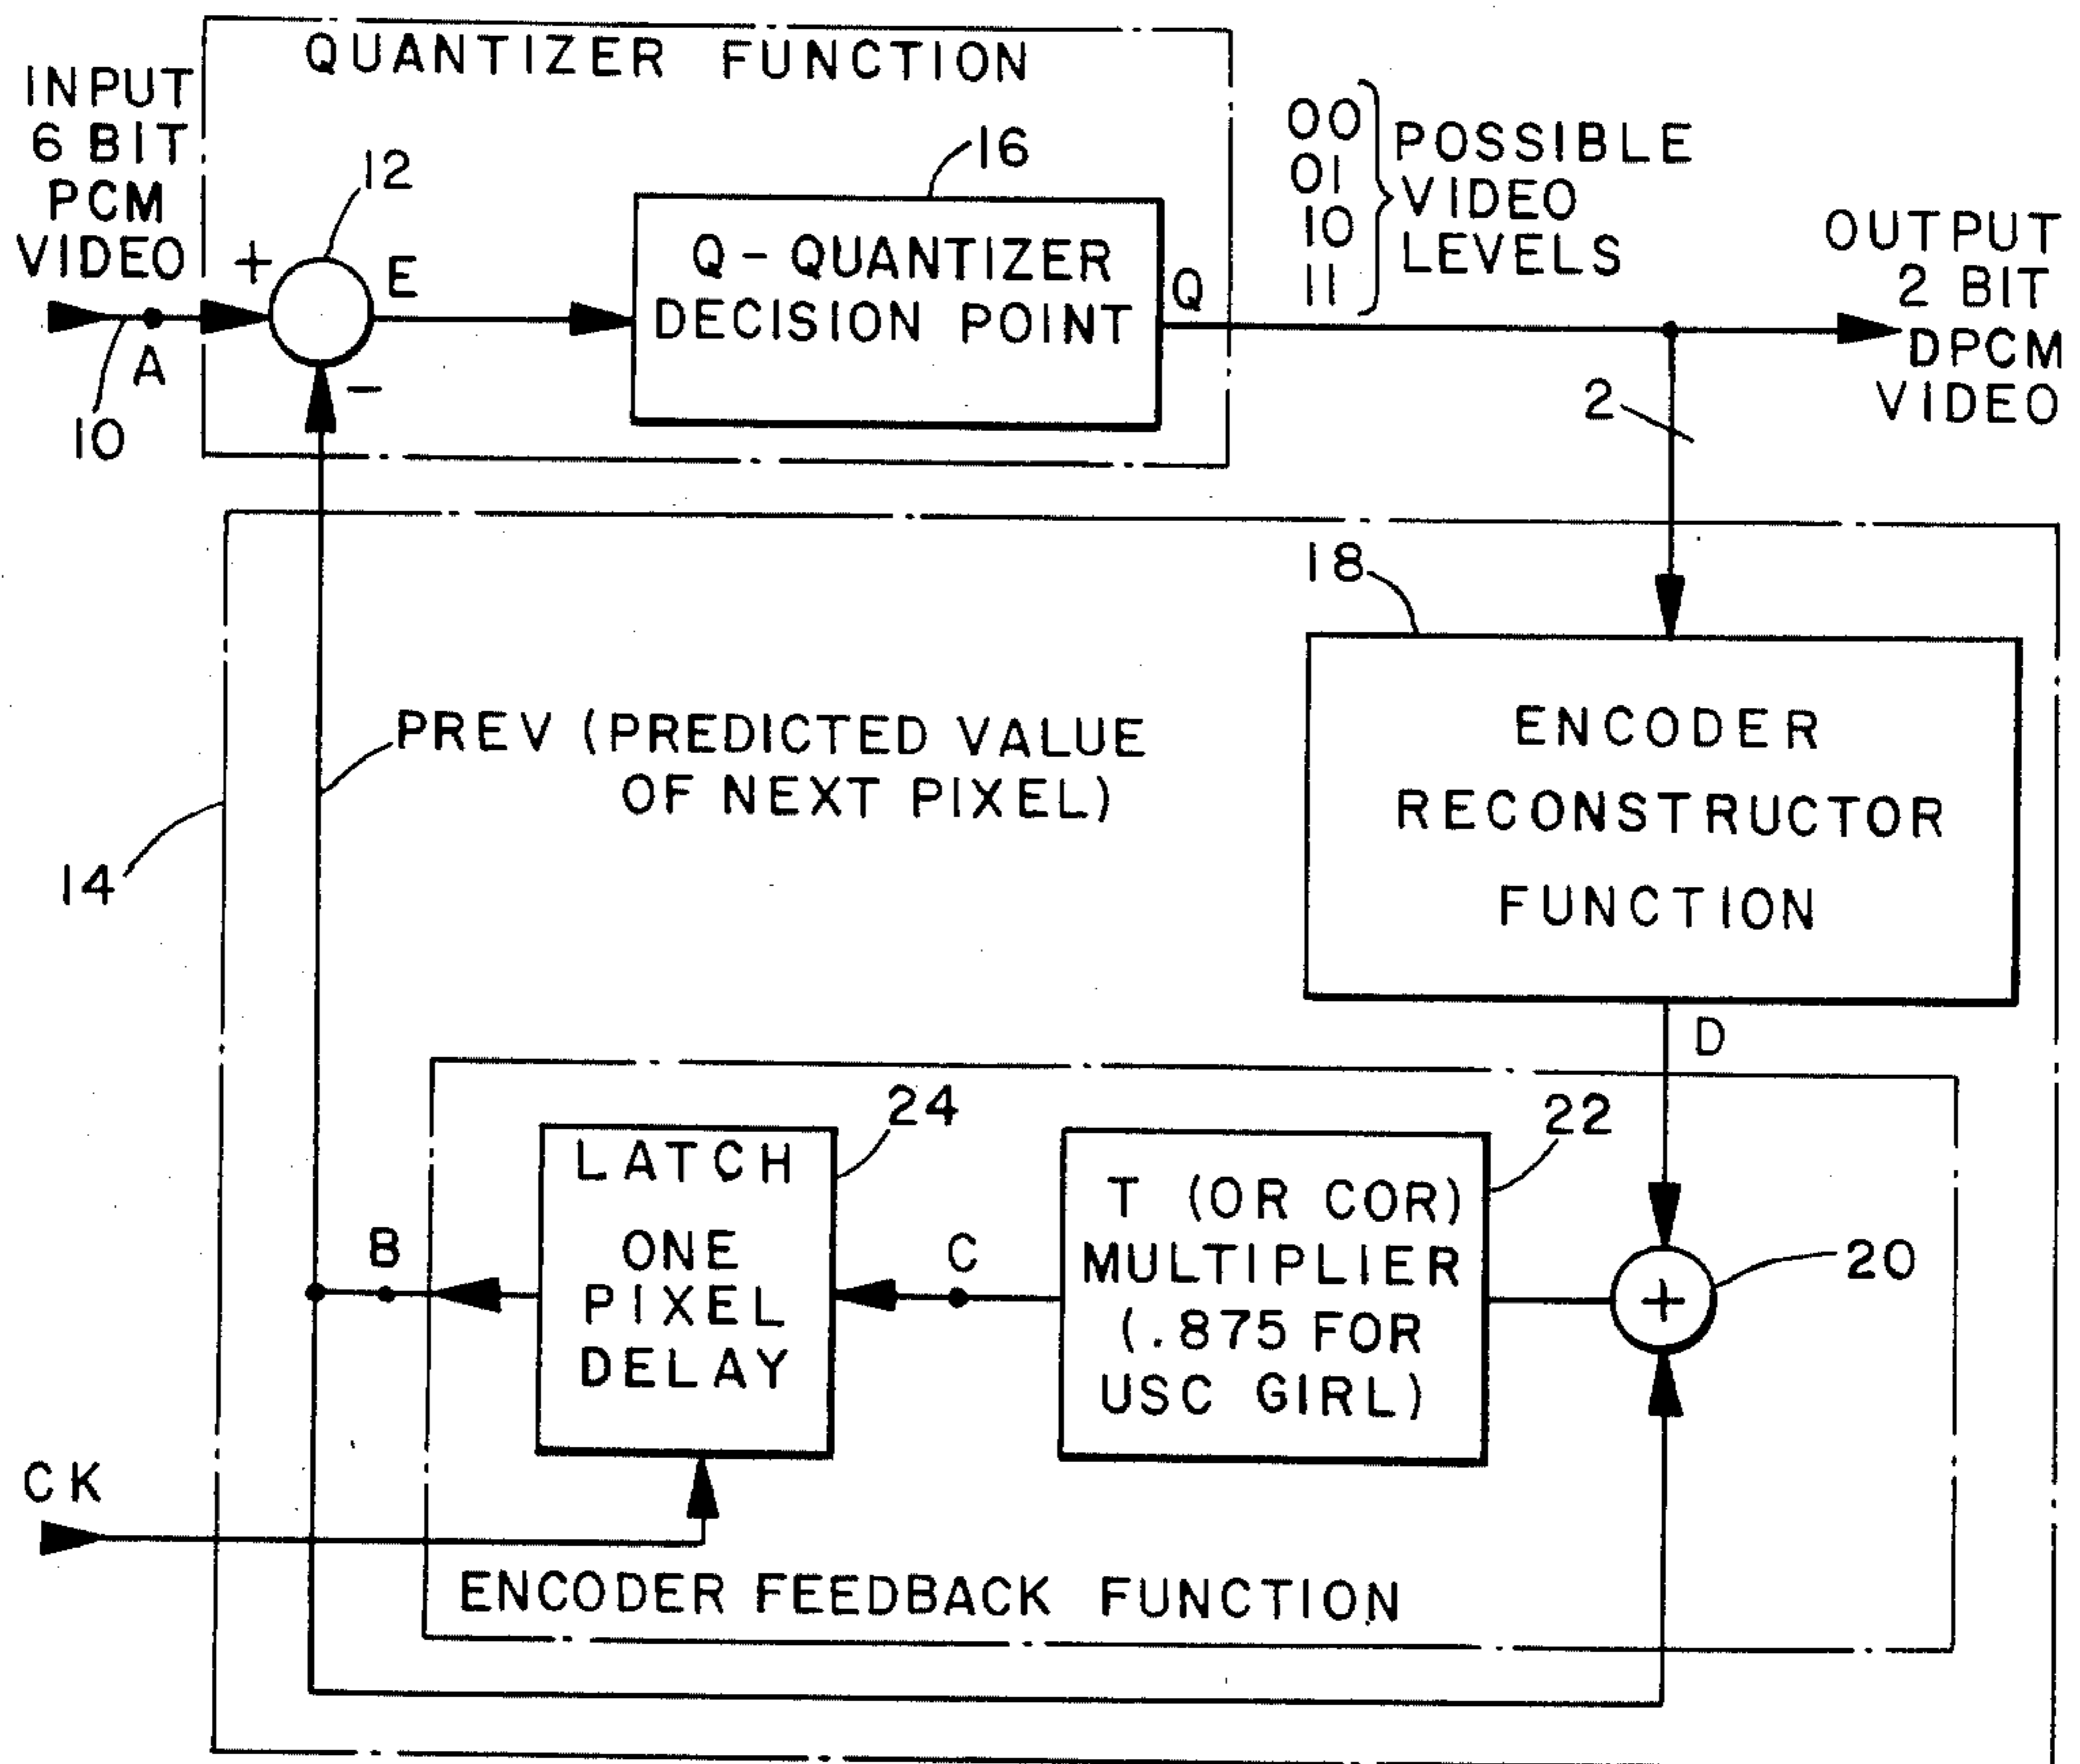 QUANTIZER FUNCTION
INPUT
6 BIT
PCM
VIDEO
12
16
00
01
10
11
POSSIBLE
VIDEO
LEVELS
OUTPUT
2 BIT
DPCM
VIDEO
+
E
Q - QUANTIZER
DECISION POINT
Q
A
-
10
2
18
PREV (PREDICTED VALUE
OF NEXT PIXEL)
14
ENCODER
RECONSTRUCTOR
FUNCTION
D
24
22
LATCH
ONE
PIXEL
DELAY
B
C
T (OR COR)
MULTIPLIER
(.875 FOR
USC GIRL)
+
20
CK
ENCODER FEEDBACK FUNCTION